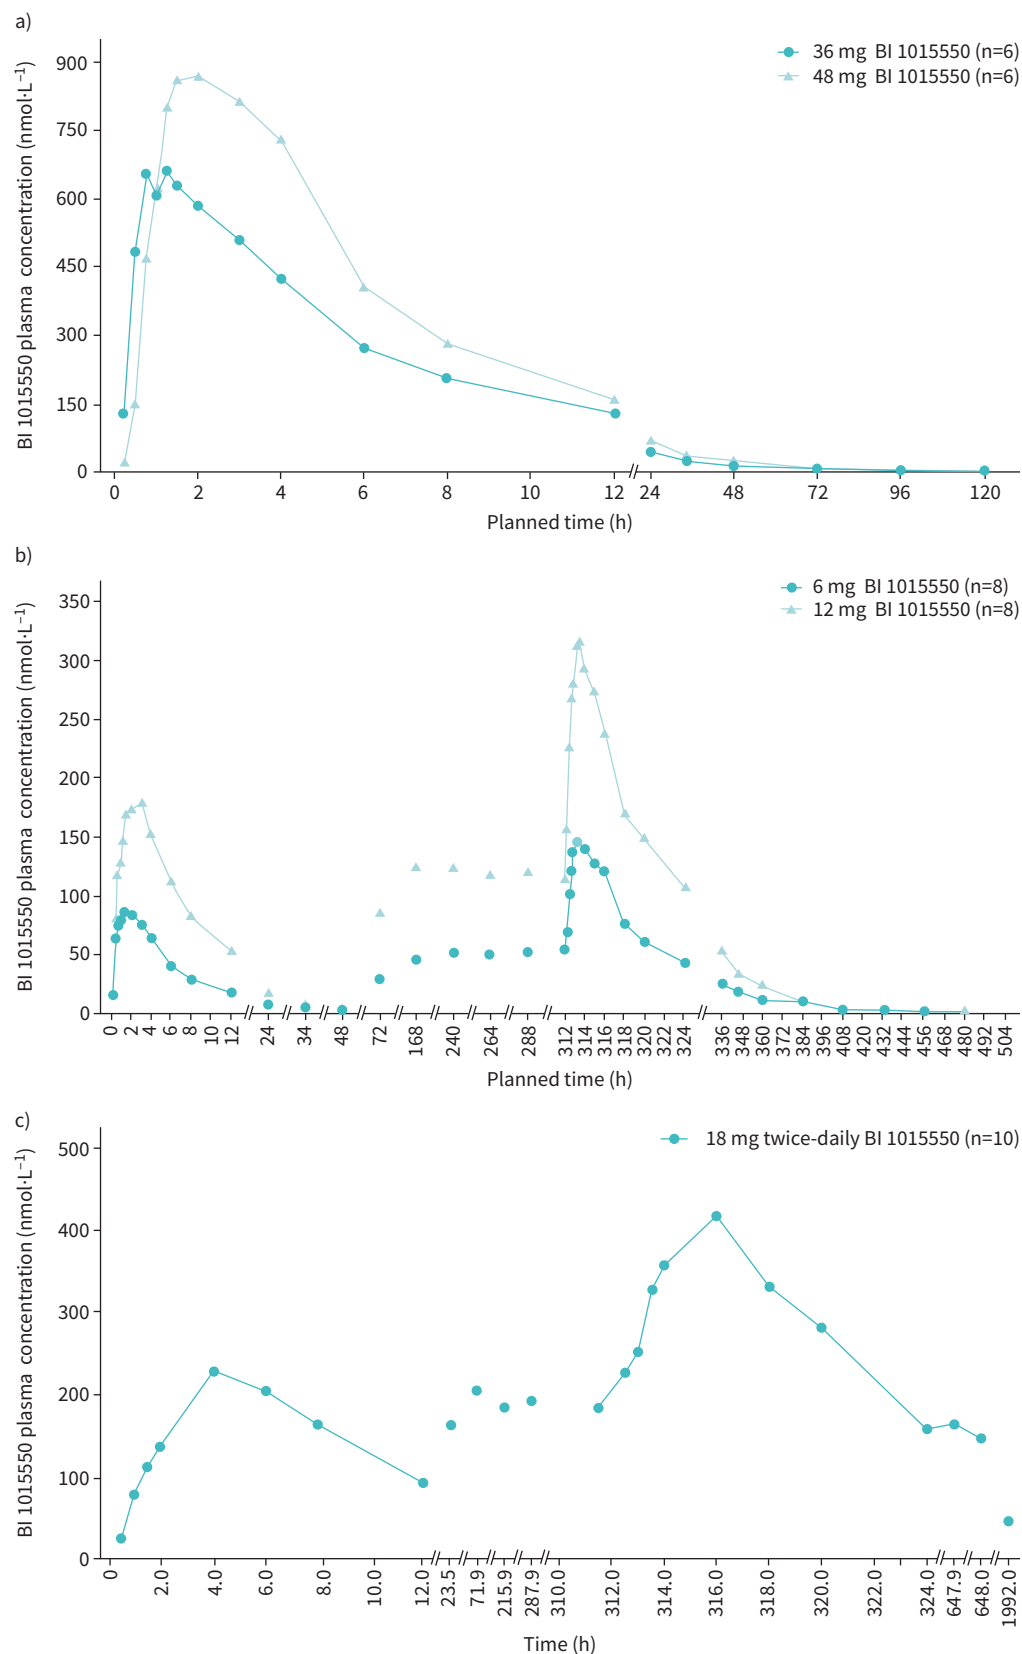 a)
BI 1015550 plasma concentration (nmol·L⁻¹)
900
750
600
450
300
150
0
36 mg BI 1015550 (n=6)
48 mg BI 1015550 (n=6)
0 2 4 6 8 10 12 24 48 72 96 120
Planned time (h)
b)
BI 1015550 plasma concentration (nmol·L⁻¹)
350
300
250
200
150
100
50
0
6 mg BI 1015550 (n=8)
12 mg BI 1015550 (n=8)
0 2 4 6 8 10 12 24 34 48 72 168 240 264 288 312 314 316 318 320 322 324 336 348 360 372 384 396 408 420 432 444 456 468 480 492 504
Planned time (h)
c)
BI 1015550 plasma concentration (nmol·L⁻¹)
500
400
300
200
100
0
18 mg twice-daily BI 1015550 (n=10)
0 2.0 4.0 6.0 8.0 10.0 12.0 23.5 71.9 215.9 287.9 310.0 312.0 314.0 316.0 318.0 320.0 322.0 324.0 647.9 648.0 1992.0
Time (h)